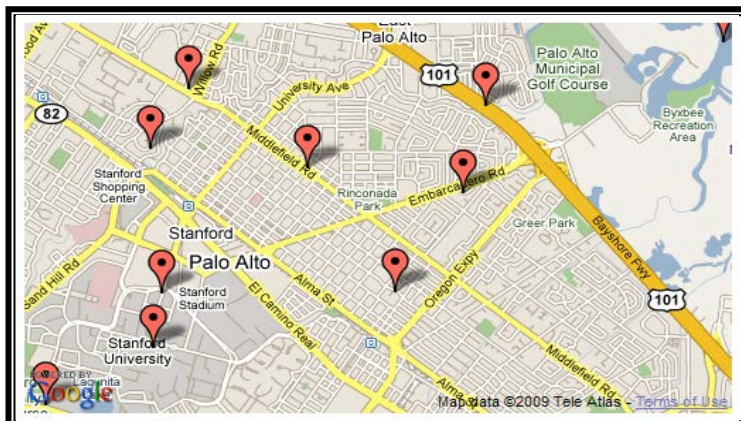 East
Palo Alto
Willow Rd
101
Palo Alto
Municipal
Golf Course
University Ave
82
Byxbee
Recreation
Area
Middlefield Rd
Stanford
Shopping
Center
Rinconada
Park
Embarcadero Rd
Greer Park
Stanford
Palo Alto
Bayshore Fwy
Sand Hill Rd
Oregon Expy
Alma St
Stanford
Stadium
101
El Camino Real
Stanford
University
Middlefield Rd
POWERED BY
Google
Lagunita
Alma St
Map data ©2009 Tele Atlas - Terms of Use